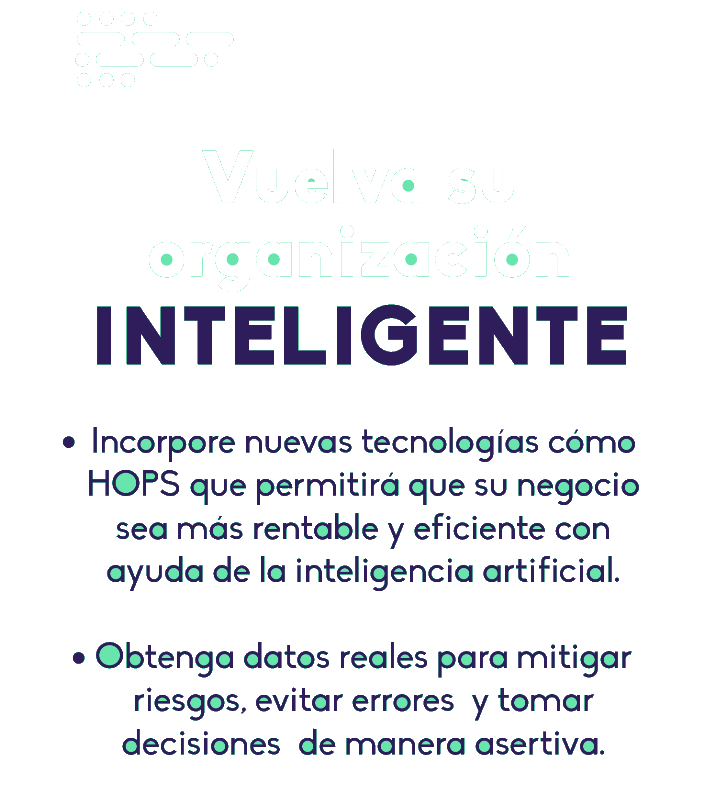 Vuelva su
organización
INTELIGENTE
• Incorpore nuevas tecnologías cómo
HOPS que permitirá que su negocio
sea más rentable y eficiente con
ayuda de la inteligencia artificial.
• Obtenga datos reales para mitigar
riesgos, evitar errores  y tomar
decisiones  de manera asertiva.